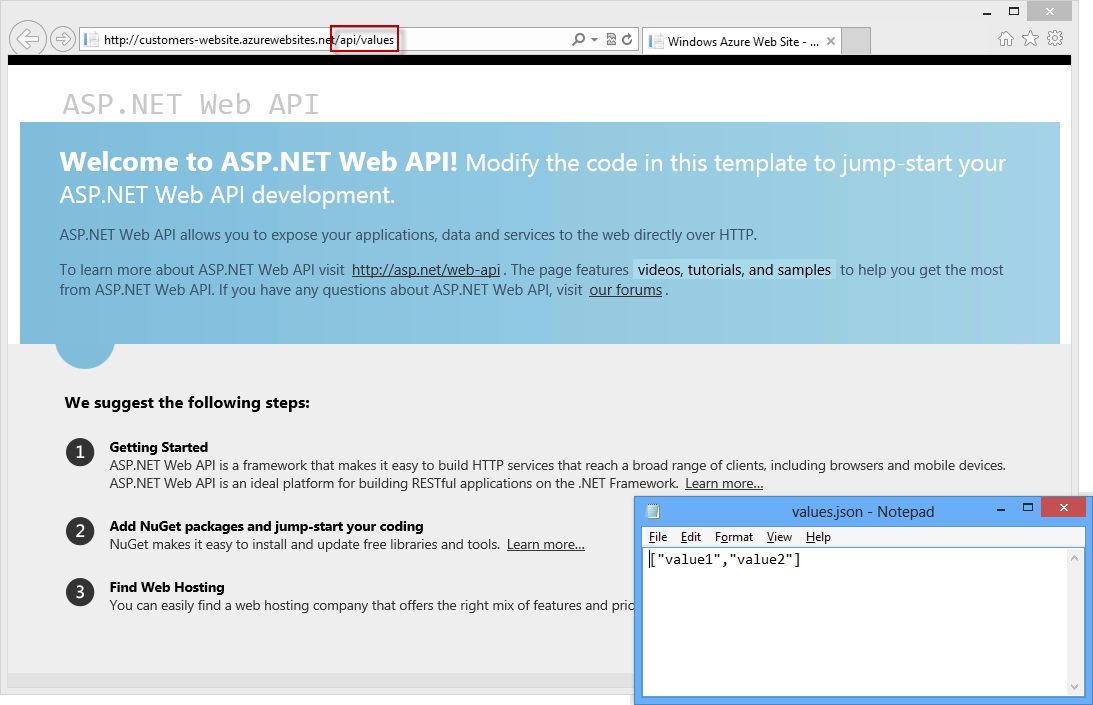 http://customers-website.azurewebsites.net/api/values
Windows Azure Web Site - ...
ASP.NET Web API
Welcome to ASP.NET Web API! Modify the code in this template to jump-start your
ASP.NET Web API development.
ASP.NET Web API allows you to expose your applications, data and services to the web directly over HTTP.
To learn more about ASP.NET Web API visit http://asp.net/web-api . The page features videos, tutorials, and samples to help you get the most
from ASP.NET Web API. If you have any questions about ASP.NET Web API, visit our forums .
We suggest the following steps:
1 Getting Started
ASP.NET Web API is a framework that makes it easy to build HTTP services that reach a broad range of clients, including browsers and mobile devices.
ASP.NET Web API is an ideal platform for building RESTful applications on the .NET Framework. Learn more...
2 Add NuGet packages and jump-start your coding
NuGet makes it easy to install and update free libraries and tools. Learn more...
3 Find Web Hosting
You can easily find a web hosting company that offers the right mix of features and
values.json - Notepad
File Edit Format View Help
["value1","value2"]